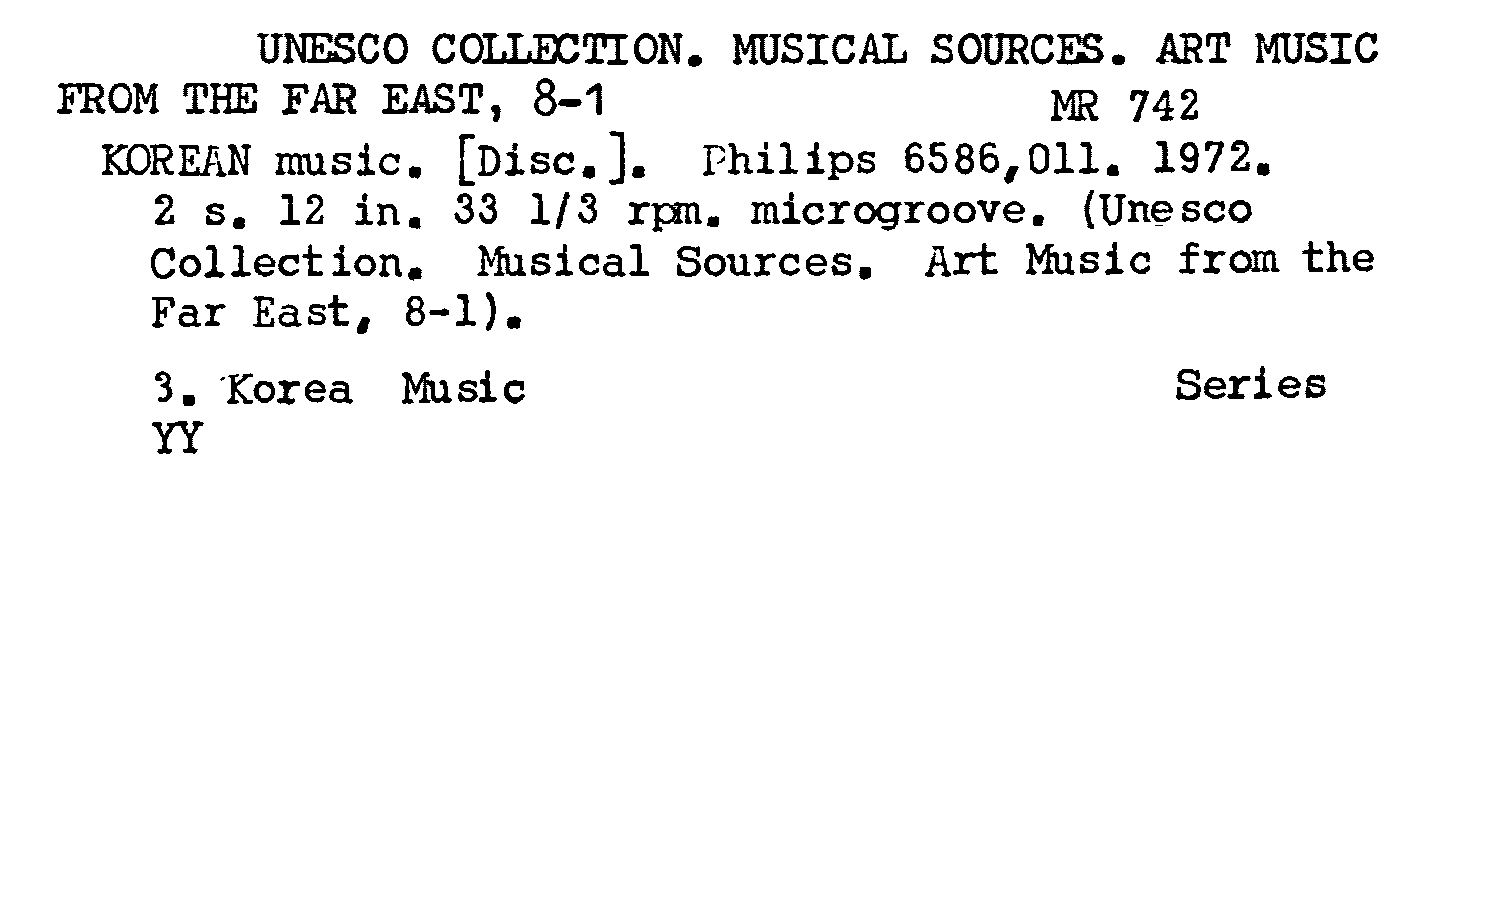 UNESCO COLLECTION. MUSICAL SOURCES. ART MUSIC
FROM THE FAR EAST, 8-1 MR 742
KOREAN music. [Disc.]. Philips 6586,011. 1972.
2 s. 12 in. 33 1/3 rpm. microgroove. (Unesco
Collection. Musical Sources. Art Music from the
Far East, 8-1).
3. Korea Music Series
YY